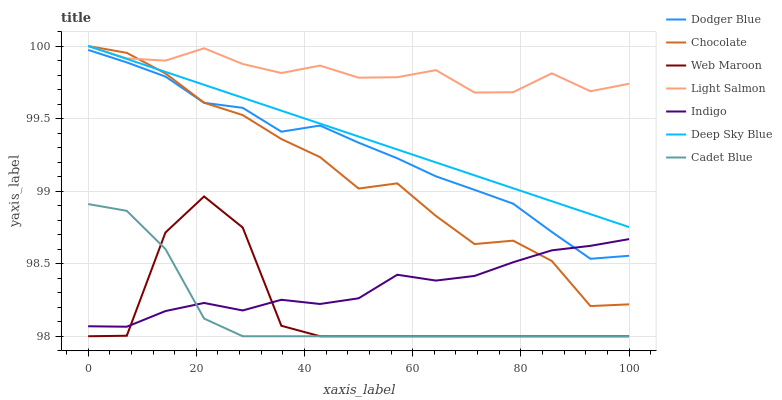 title
Dodger Blue
Chocolate
Web Maroon
Light Salmon
Indigo
Deep Sky Blue
Cadet Blue
yaxis_label
100
99.5
99
98.5
98
0 20 40 60 80 100
xaxis_label